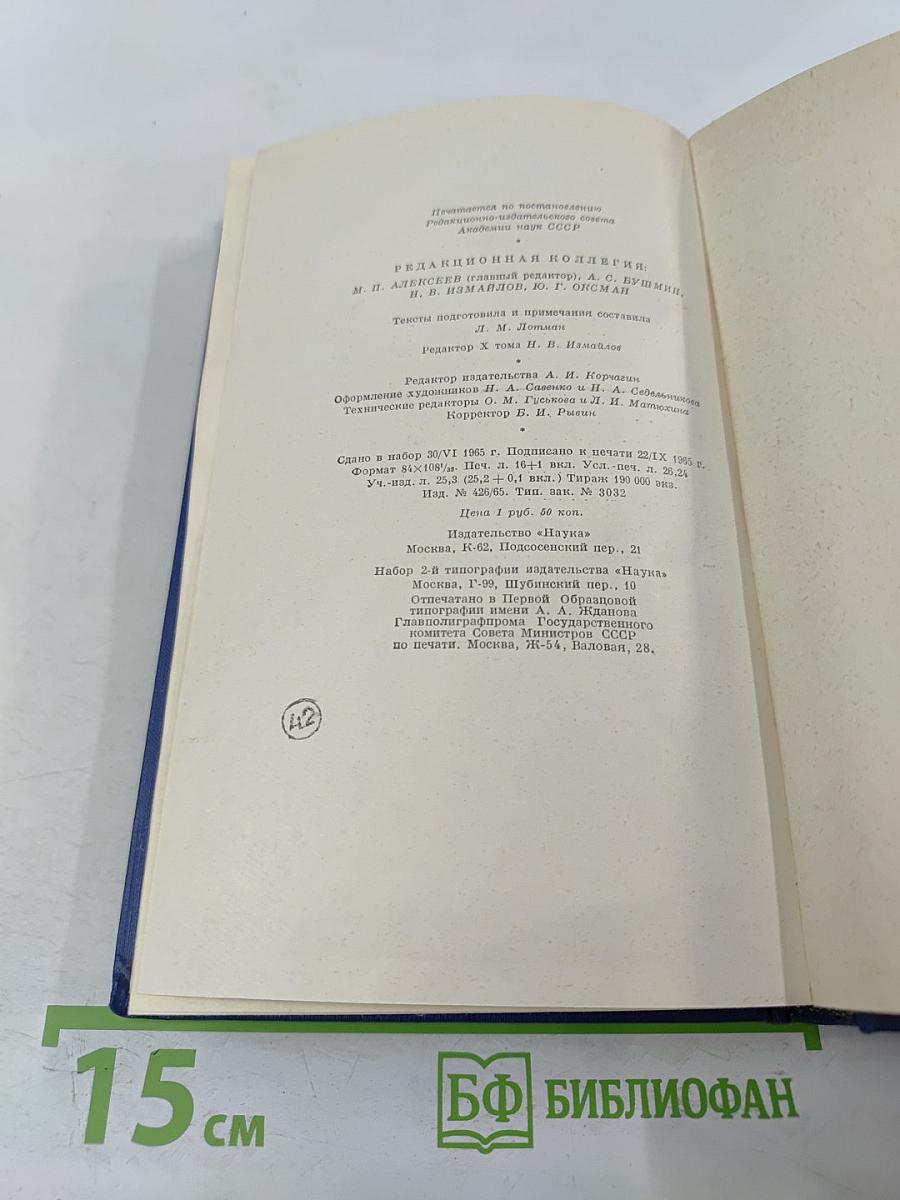 Печатается по постановлению
Редакционно-издательского совета
Академии наук СССР
*
РЕДАКЦИОННАЯ КОЛЛЕГИЯ:
М. П. АЛЕКСЕЕВ (главный редактор), А. С. БУШМИН,
Н. В. ИЗМАЙЛОВ, Ю. Г. ОКСМАН
Тексты подготовила и примечания составила
Л. М. Лотман
Редактор X тома Н. В. Измайлов
*
Редактор издательства А. И. Корчагин
Оформление художников Н. А. Савенко и Н. А. Седельникова
Технические редакторы О. М. Гуськова и Л. И. Матюхина
Корректор Б. И. Рывин
*
Сдано в набор 30/VI 1965 г. Подписано к печати 22/IX 1965 г.
Формат 84×108¹/₃₂. Печ. л. 16+1 вкл. Усл.-печ. л. 26,24
Уч.-изд. л. 25,3 (25,2 + 0,1 вкл.) Тираж 190 000 экз.
Изд. № 426/65. Тип. зак. № 3032
Цена 1 руб. 50 коп.
Издательство «Наука»
Москва, К-62, Подсосенский пер., 21
Набор 2-й типографии издательства «Наука»
Москва, Г-99, Шубинский пер., 10
Отпечатано в Первой Образцовой
типографии имени А. А. Жданова
Главполиграфпрома Государственного
комитета Совета Министров СССР
по печати. Москва, Ж-54, Валовая, 28.
42
15 см
БФ БИБЛИОФАН